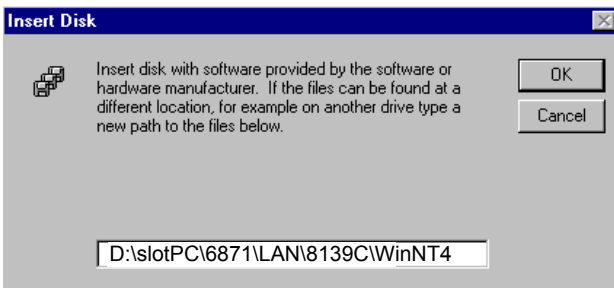 Insert Disk
Insert disk with software provided by the software or
hardware manufacturer. If the files can be found at a
different location, for example on another drive type a
new path to the files below.
OK
Cancel
D:\slotPC\6871\LAN\8139C\WinNT4